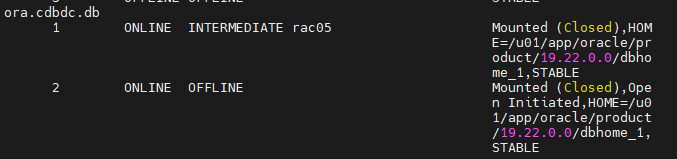 ora.cdbdc.db
1 ONLINE INTERMEDIATE rac05 Mounted (Closed),HOM
E=/u01/app/oracle/pr
oduct/19.22.0.0/dbho
me_1,STABLE
2 ONLINE OFFLINE Mounted (Closed),Ope
n Initiated,HOME=/u0
1/app/oracle/product
/19.22.0.0/dbhome_1,
STABLE